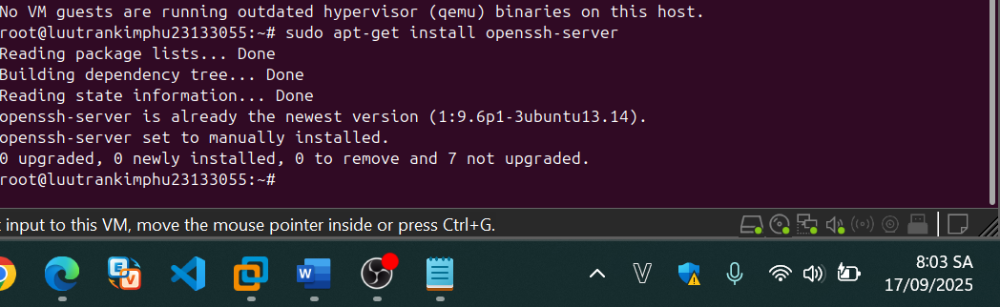 No VM guests are running outdated hypervisor (qemu) binaries on this host.
root@luutrankimphu23133055:~# sudo apt-get install openssh-server
Reading package lists... Done
Building dependency tree... Done
Reading state information... Done
openssh-server is already the newest version (1:9.6p1-3ubuntu13.14).
openssh-server set to manually installed.
0 upgraded, 0 newly installed, 0 to remove and 7 not upgraded.
root@luutrankimphu23133055:~#
input to this VM, move the mouse pointer inside or press Ctrl+G.
8:03 SA
17/09/2025